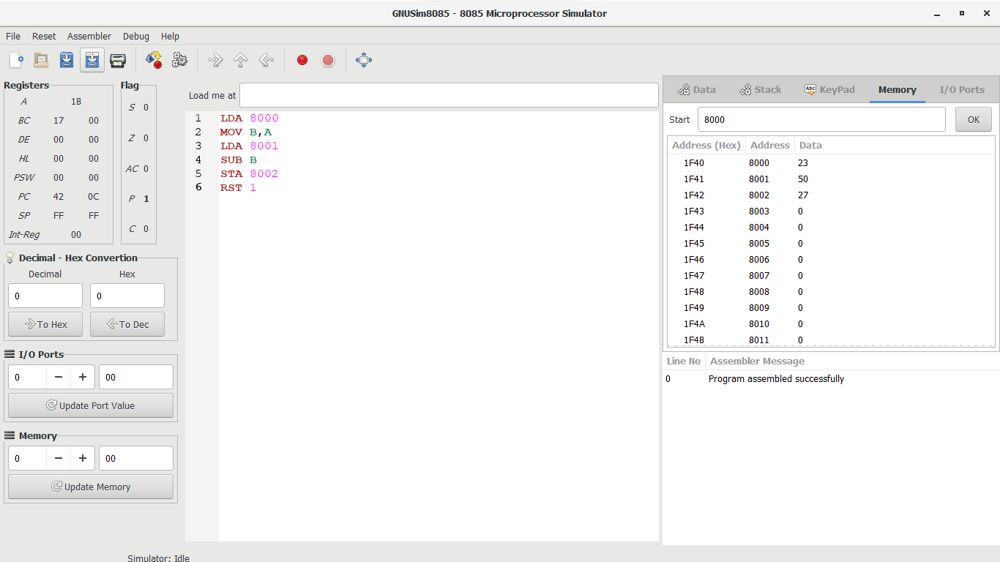 GNUSim8085 - 8085 Microprocessor Simulator
File Reset Assembler Debug Help
Registers
A 1B
BC 17 00
DE 00 00
HL 00 00
PSW 00 00
PC 42 0C
SP FF FF
Int-Reg 00
Flag
S 0
Z 0
AC 0
P 1
C 0
Decimal - Hex Convertion
Decimal Hex
0 0
To Hex To Dec
I/O Ports
0 − + 00
Update Port Value
Memory
0 − + 00
Update Memory
Load me at
1 LDA 8000
2 MOV B,A
3 LDA 8001
4 SUB B
5 STA 8002
6 RST 1
Data Stack Abc KeyPad Memory I/O Ports
Start 8000 OK
Address (Hex) Address Data
1F40 8000 23
1F41 8001 50
1F42 8002 27
1F43 8003 0
1F44 8004 0
1F45 8005 0
1F46 8006 0
1F47 8007 0
1F48 8008 0
1F49 8009 0
1F4A 8010 0
1F4B 8011 0
Line No Assembler Message
0 Program assembled successfully
Simulator: Idle